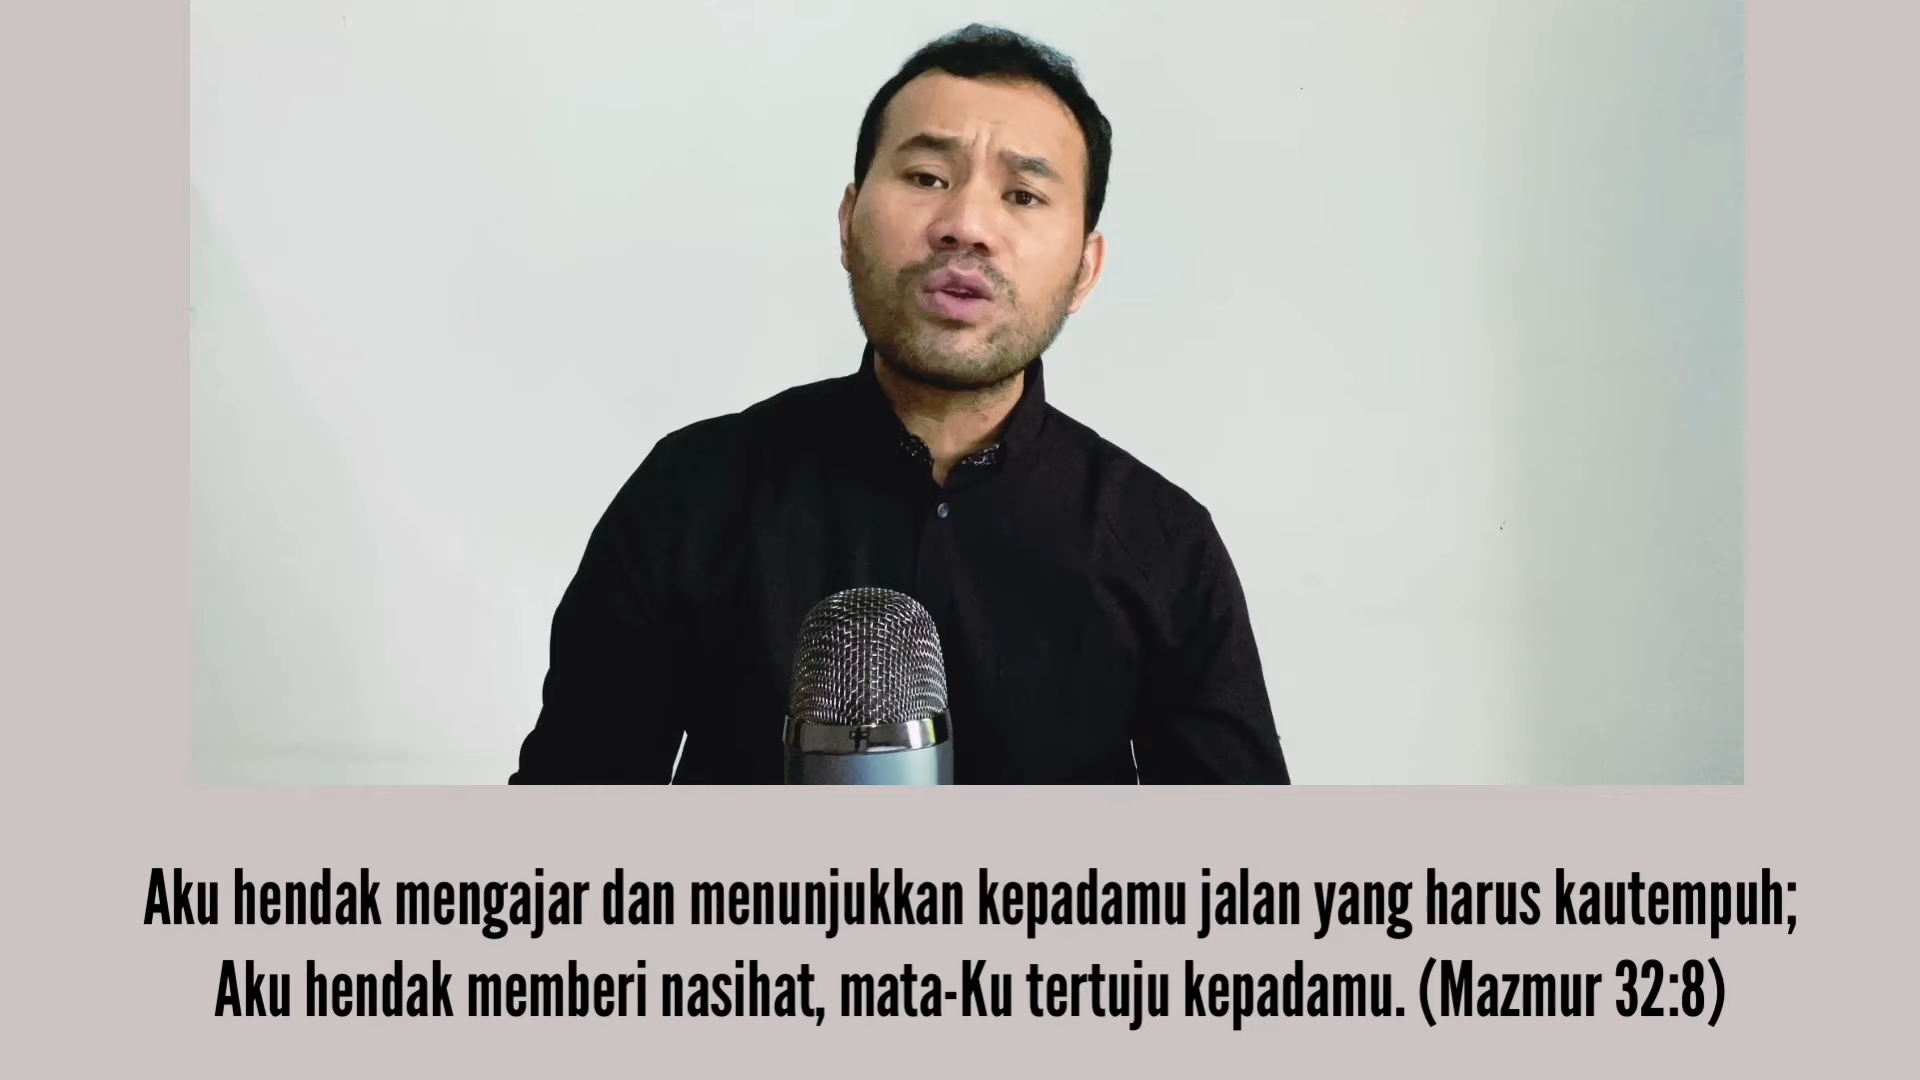 Aku hendak mengajar dan menunjukkan kepadamu jalan yang harus kautempuh;
Aku hendak memberi nasihat, mata-Ku tertuju kepadamu. (Mazmur 32:8)